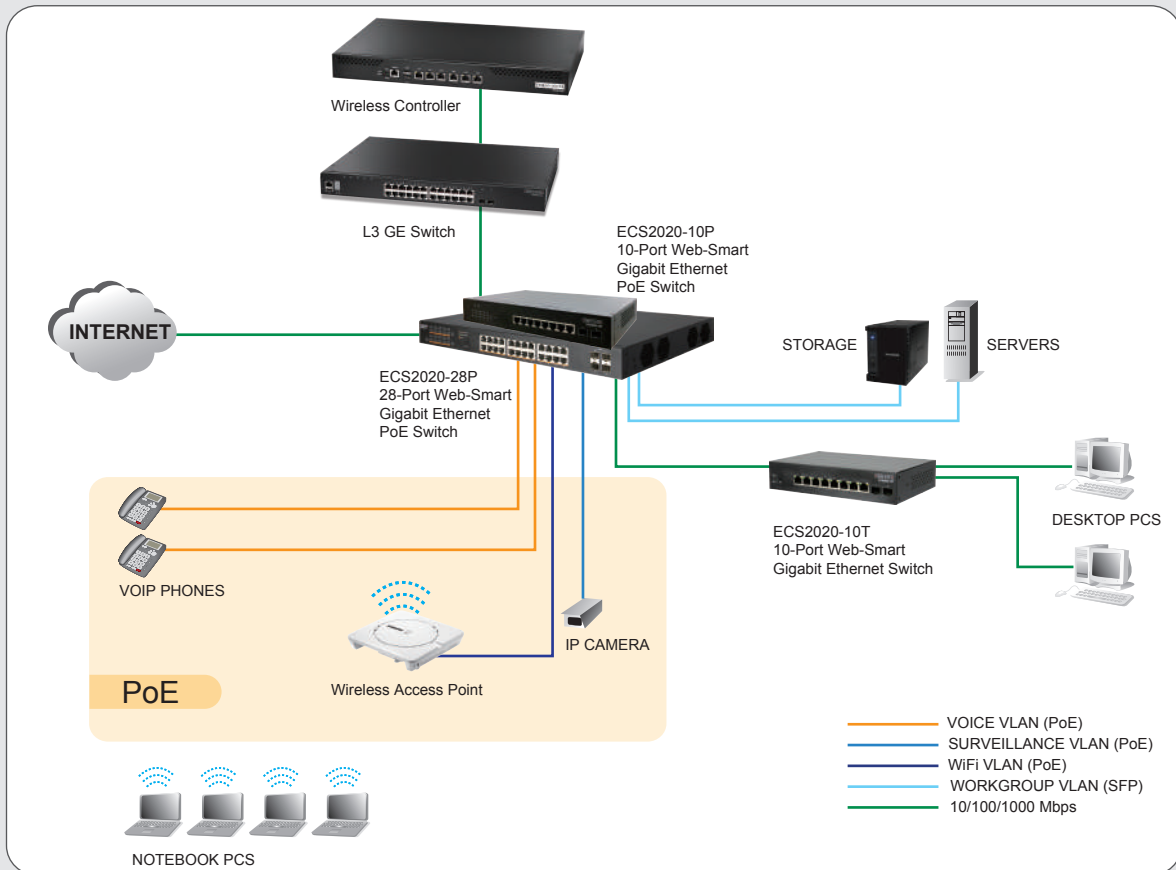 Wireless Controller
L3 GE Switch
ECS2020-10P
10-Port Web-Smart
Gigabit Ethernet
PoE Switch
INTERNET
STORAGE
SERVERS
ECS2020-28P
28-Port Web-Smart
Gigabit Ethernet
PoE Switch
ECS2020-10T
10-Port Web-Smart
Gigabit Ethernet Switch
DESKTOP PCS
VOIP PHONES
IP CAMERA
Wireless Access Point
PoE
VOICE VLAN (PoE)
SURVEILLANCE VLAN (PoE)
WiFi VLAN (PoE)
WORKGROUP VLAN (SFP)
10/100/1000 Mbps
NOTEBOOK PCS